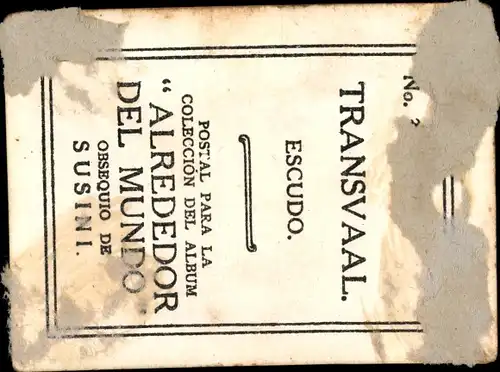 No.
TRANSVAAL.
ESCUDO.
POSTAL PARA LA
COLECCIÓN DEL ALBUM
“ALREDEDOR
DEL MUNDO”
OBSEQUIO DE
SUSINI.